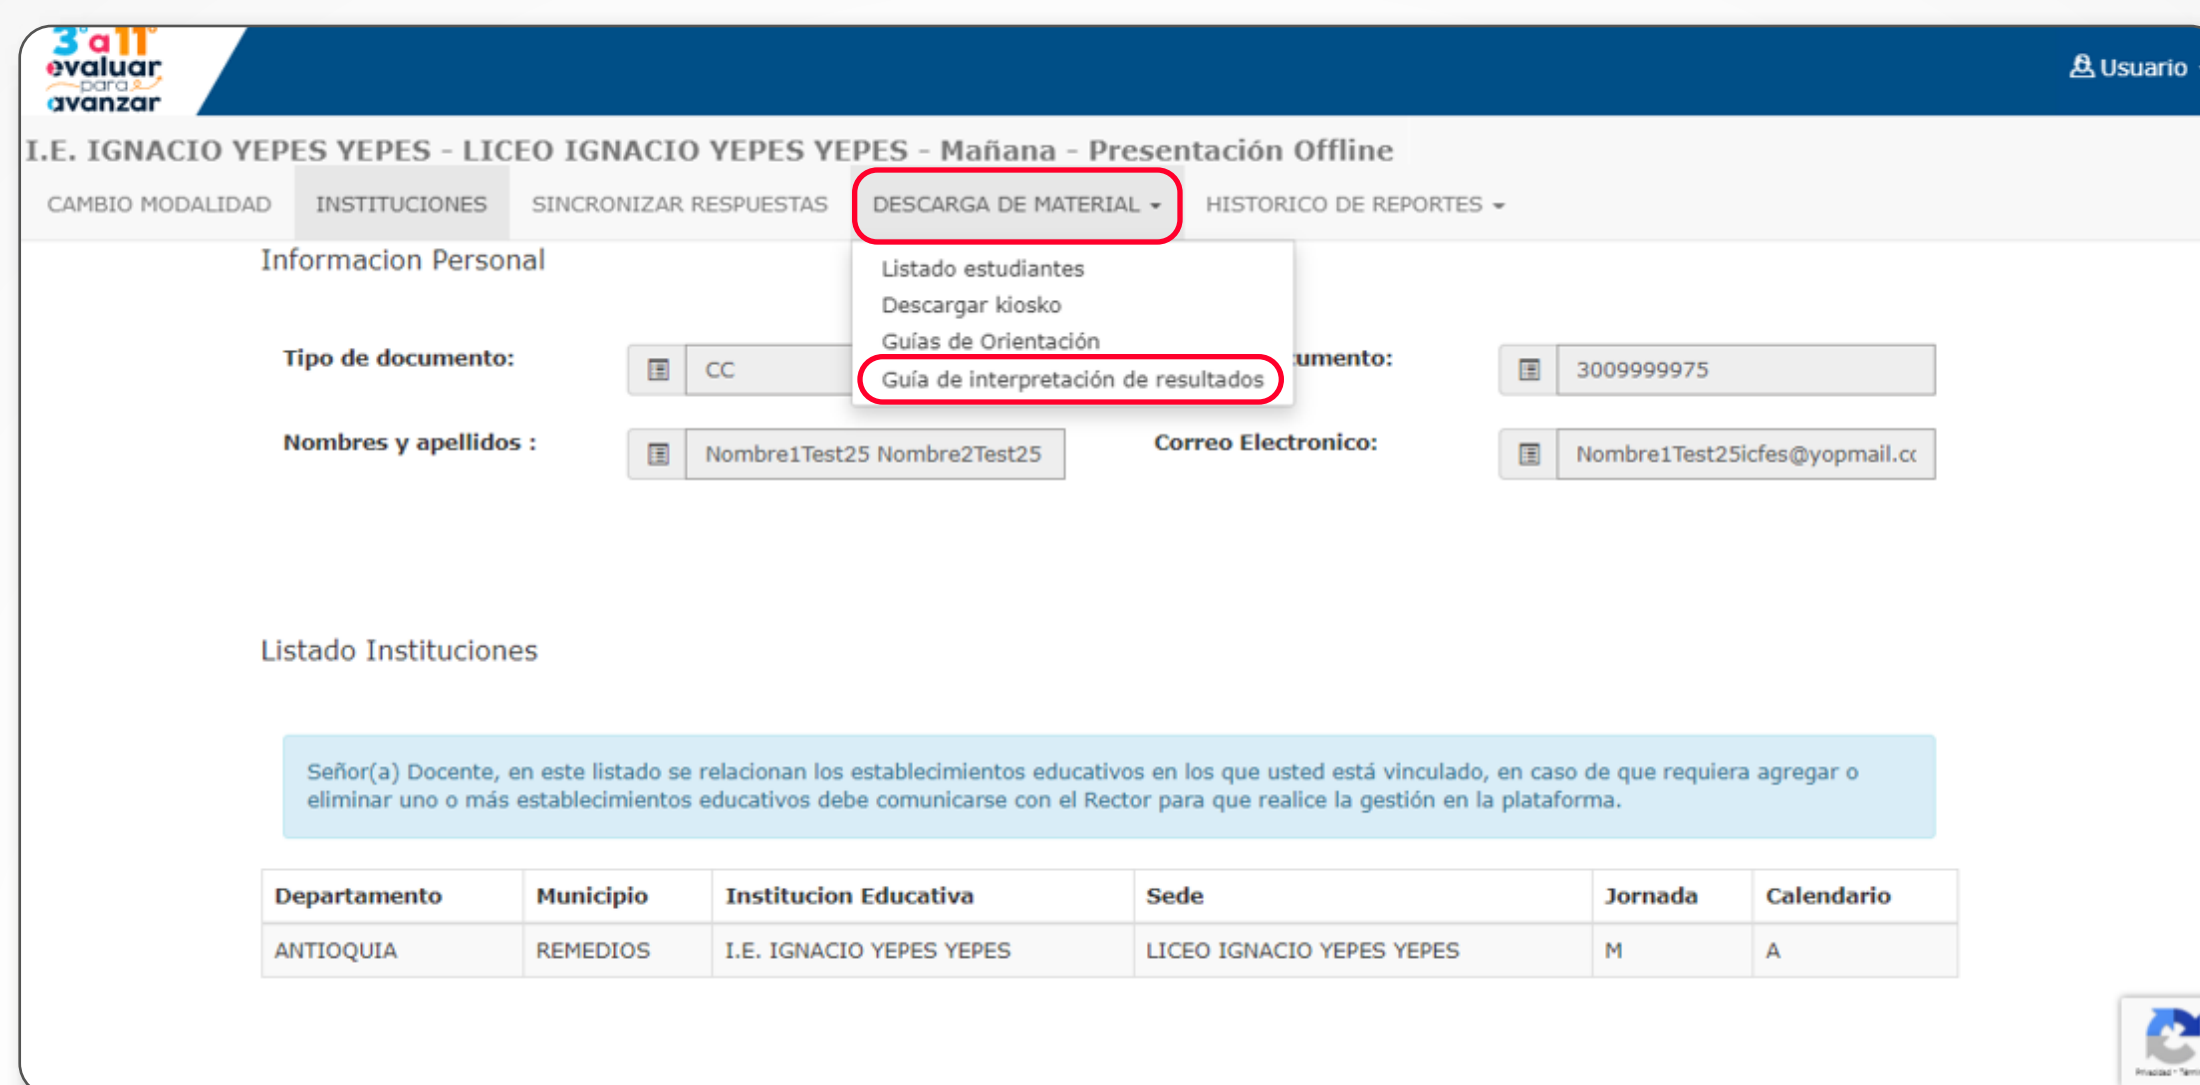 3° a 11°
evaluar
para
avanzar
Usuario
I.E. IGNACIO YEPES YEPES - LICEO IGNACIO YEPES YEPES - Mañana - Presentación Offline
CAMBIO MODALIDAD INSTITUCIONES SINCRONIZAR RESPUESTAS DESCARGA DE MATERIAL HISTORICO DE REPORTES
Informacion Personal
Listado estudiantes
Descargar kiosko
Guías de Orientación
Guía de interpretación de resultados
Tipo de documento: CC umento: 3009999975
Nombres y apellidos : Nombre1Test25 Nombre2Test25 Correo Electronico: Nombre1Test25icfes@yopmail.cc
Listado Instituciones
Señor(a) Docente, en este listado se relacionan los establecimientos educativos en los que usted está vinculado, en caso de que requiera agregar o
eliminar uno o más establecimientos educativos debe comunicarse con el Rector para que realice la gestión en la plataforma.
Departamento Municipio Institucion Educativa Sede Jornada Calendario
ANTIOQUIA REMEDIOS I.E. IGNACIO YEPES YEPES LICEO IGNACIO YEPES YEPES M A